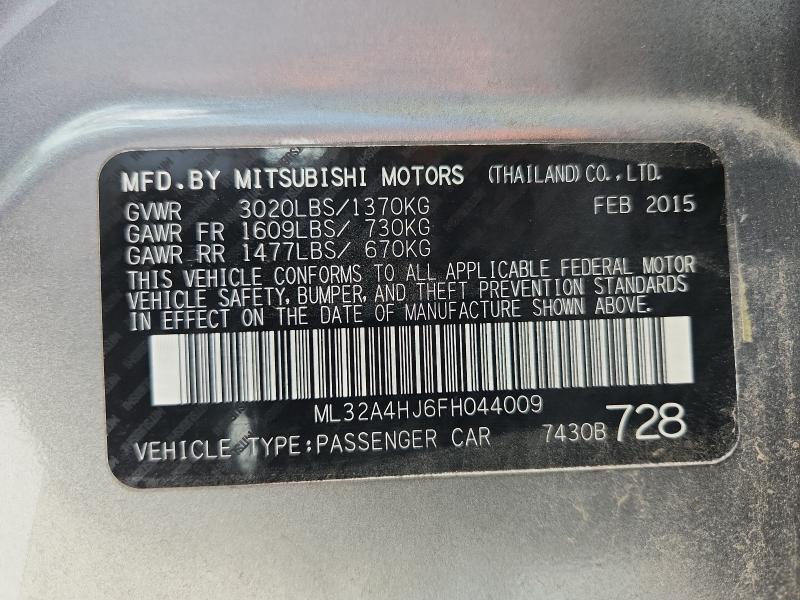 MFD.BY MITSUBISHI MOTORS (THAILAND)CO.,LTD.
GVWR 3020LBS/1370KG FEB 2015
GAWR FR 1609LBS/ 730KG
GAWR RR 1477LBS/ 670KG
THIS VEHICLE CONFORMS TO ALL APPLICABLE FEDERAL MOTOR
VEHICLE SAFETY, BUMPER, AND THEFT PREVENTION STANDARDS
IN EFFECT ON THE DATE OF MANUFACTURE SHOWN ABOVE.
ML32A4HJ6FH044009
VEHICLE TYPE:PASSENGER CAR 7430B 728